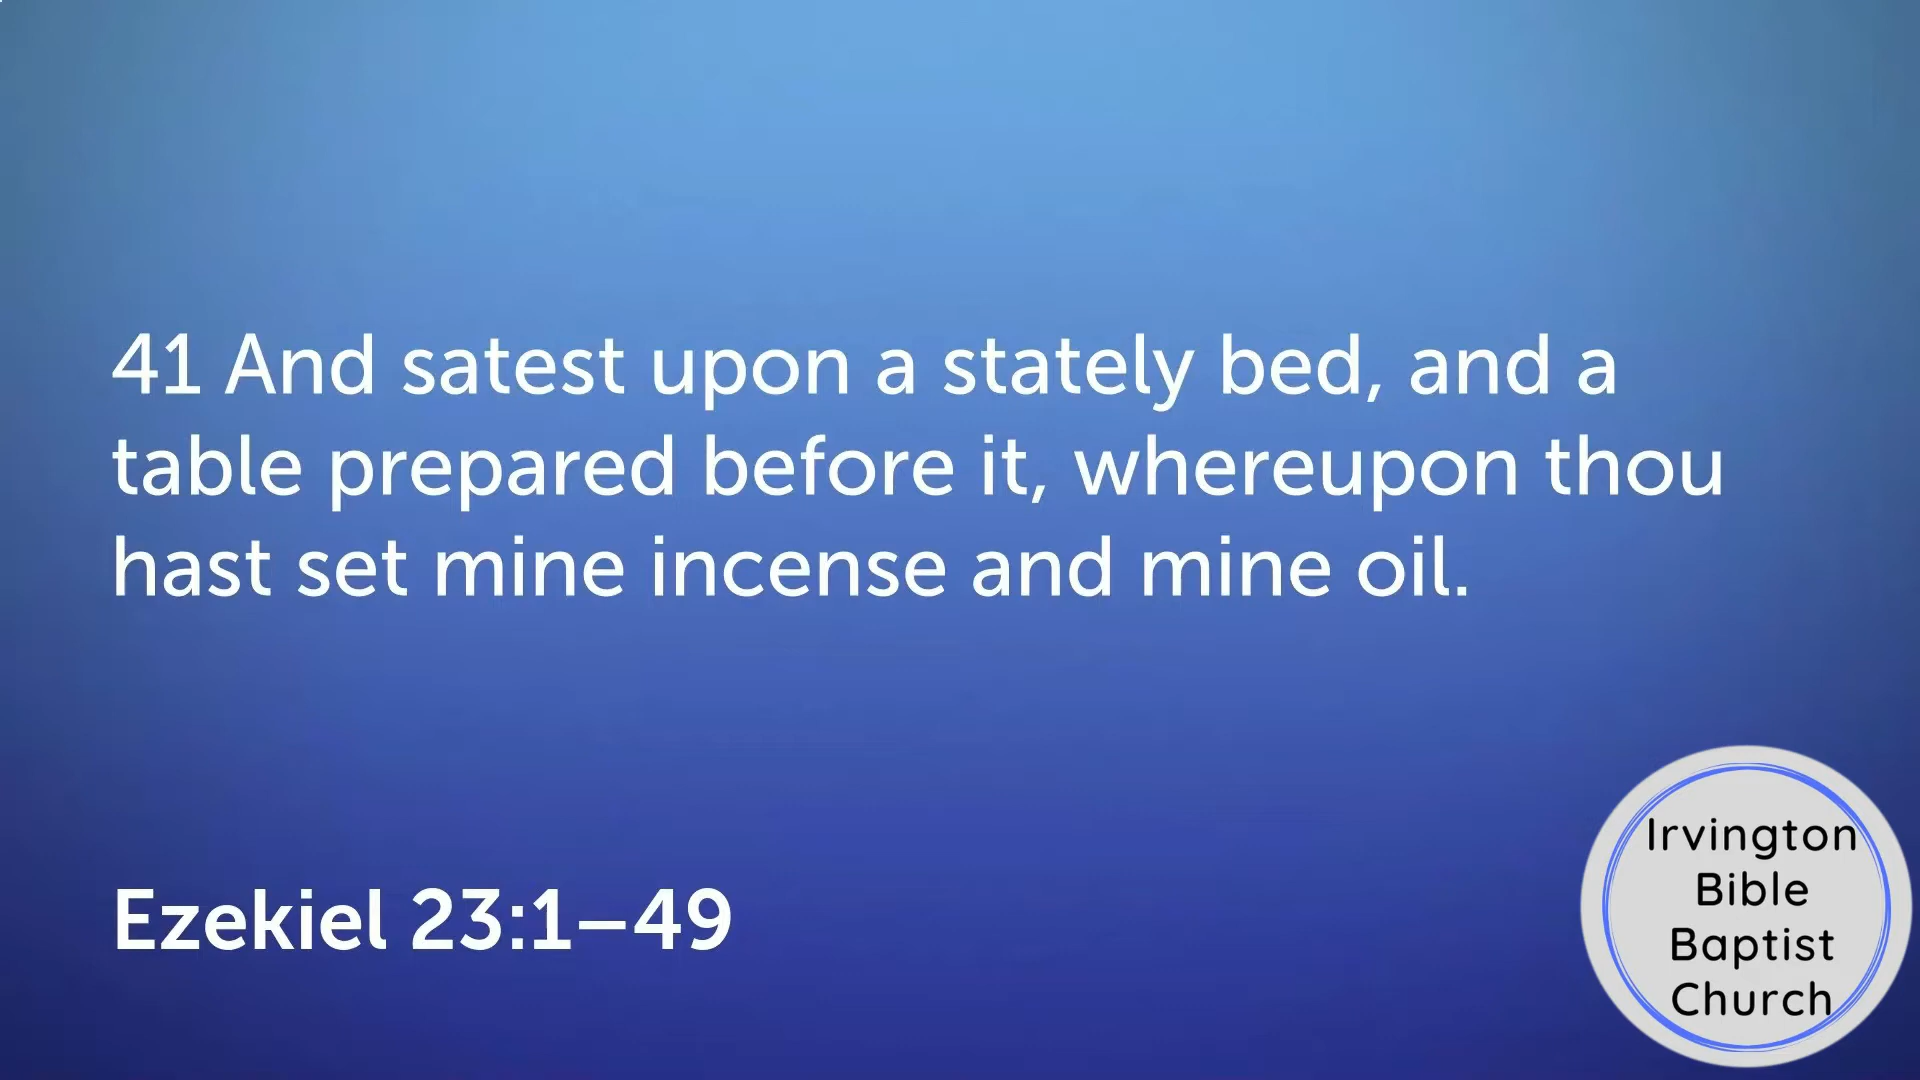 41 And satest upon a stately bed, and a
table prepared before it, whereupon thou
hast set mine incense and mine oil.
Ezekiel 23:1–49
Irvington
Bible
Baptist
Church